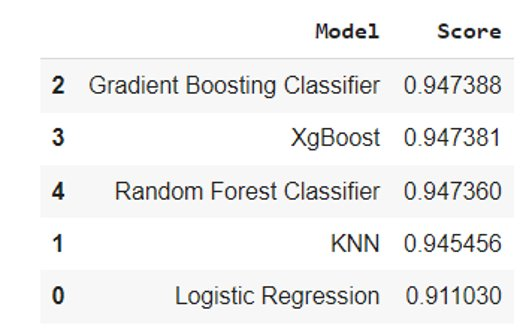 Model Score
2 Gradient Boosting Classifier 0.947388
3 XgBoost 0.947381
4 Random Forest Classifier 0.947360
1 KNN 0.945456
0 Logistic Regression 0.911030